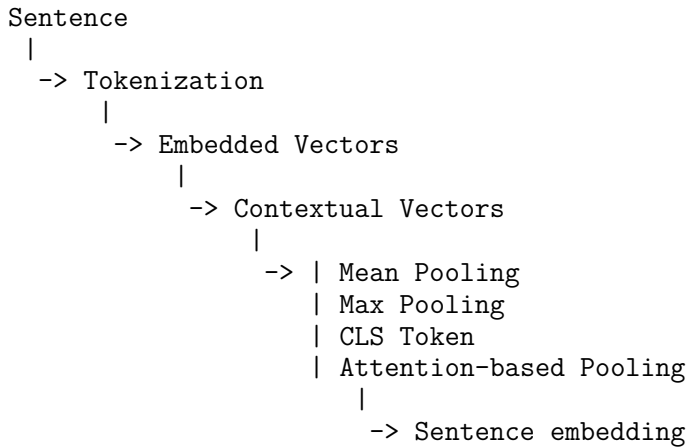 Sentence
|
-> Tokenization
|
-> Embedded Vectors
|
-> Contextual Vectors
|
-> | Mean Pooling
| Max Pooling
| CLS Token
| Attention-based Pooling
|
-> Sentence embedding